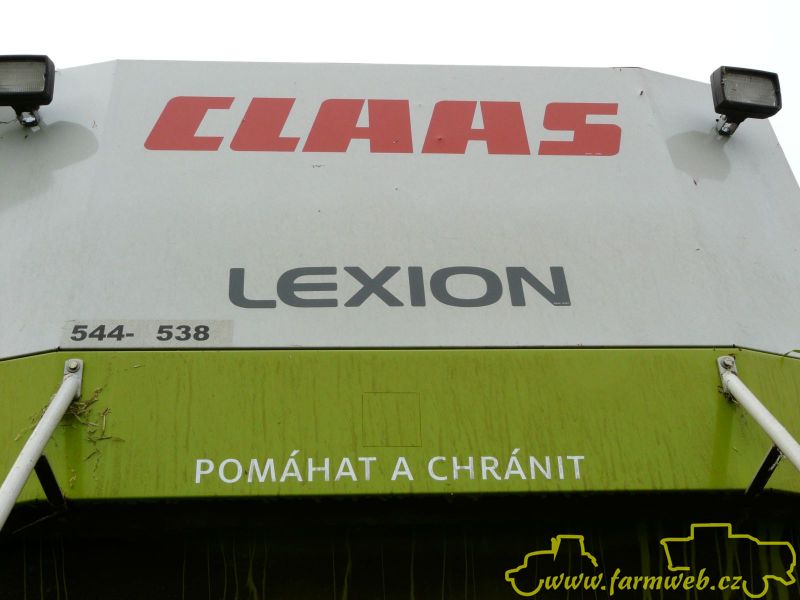 CLAAS
LEXION
544- 538
POMÁHAT A CHRÁNIT
www.farmweb.cz